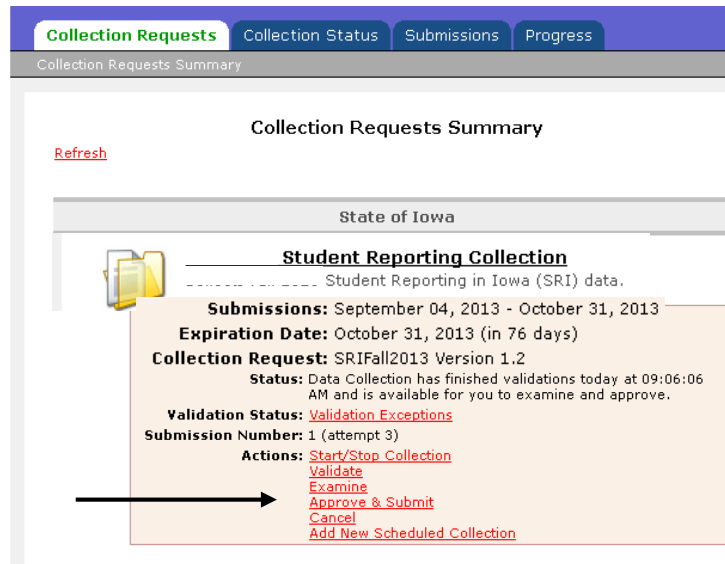 Collection Requests Collection Status Submissions Progress
Collection Requests Summary
Collection Requests Summary
Refresh
State of Iowa
Student Reporting Collection
Student Reporting in Iowa (SRI) data.
Submissions: September 04, 2013 - October 31, 2013
Expiration Date: October 31, 2013 (in 76 days)
Collection Request: SRIFall2013 Version 1.2
Status: Data Collection has finished validations today at 09:06:06
AM and is available for you to examine and approve.
Validation Status: Validation Exceptions
Submission Number: 1 (attempt 3)
Actions: Start/Stop Collection
Validate
Examine
Approve & Submit
Cancel
Add New Scheduled Collection